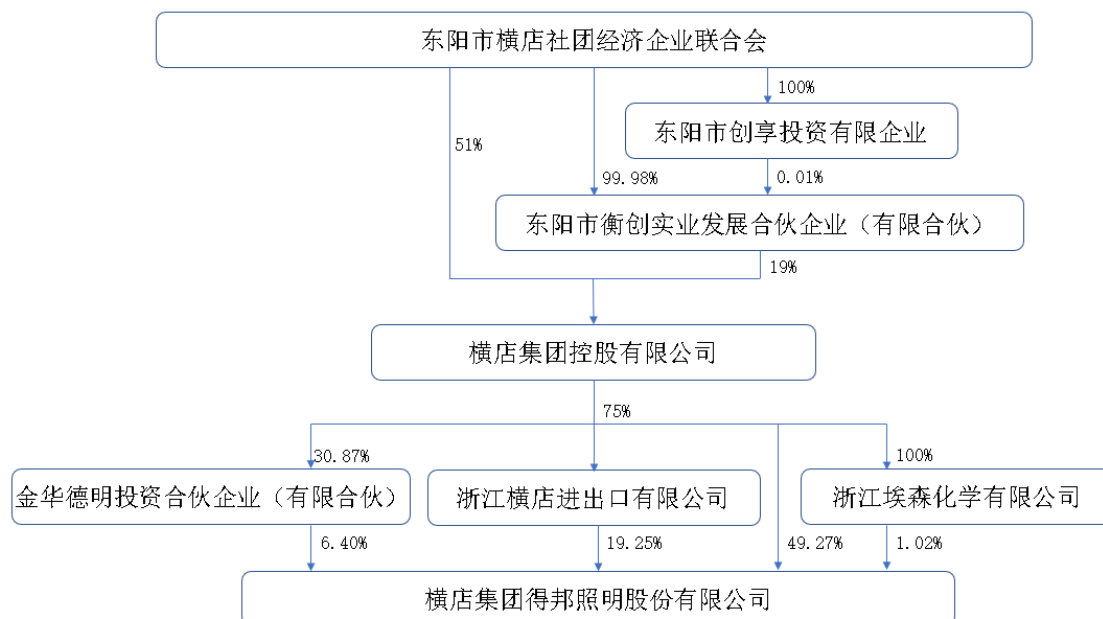 东阳市横店社团经济企业联合会
100%
东阳市创享投资有限企业
51%
99.98%
0.01%
东阳市衡创实业发展合伙企业（有限合伙）
19%
横店集团控股有限公司
75%
30.87%
100%
金华德明投资合伙企业（有限合伙）
浙江横店进出口有限公司
浙江埃森化学有限公司
6.40%
19.25%
49.27%
1.02%
横店集团得邦照明股份有限公司